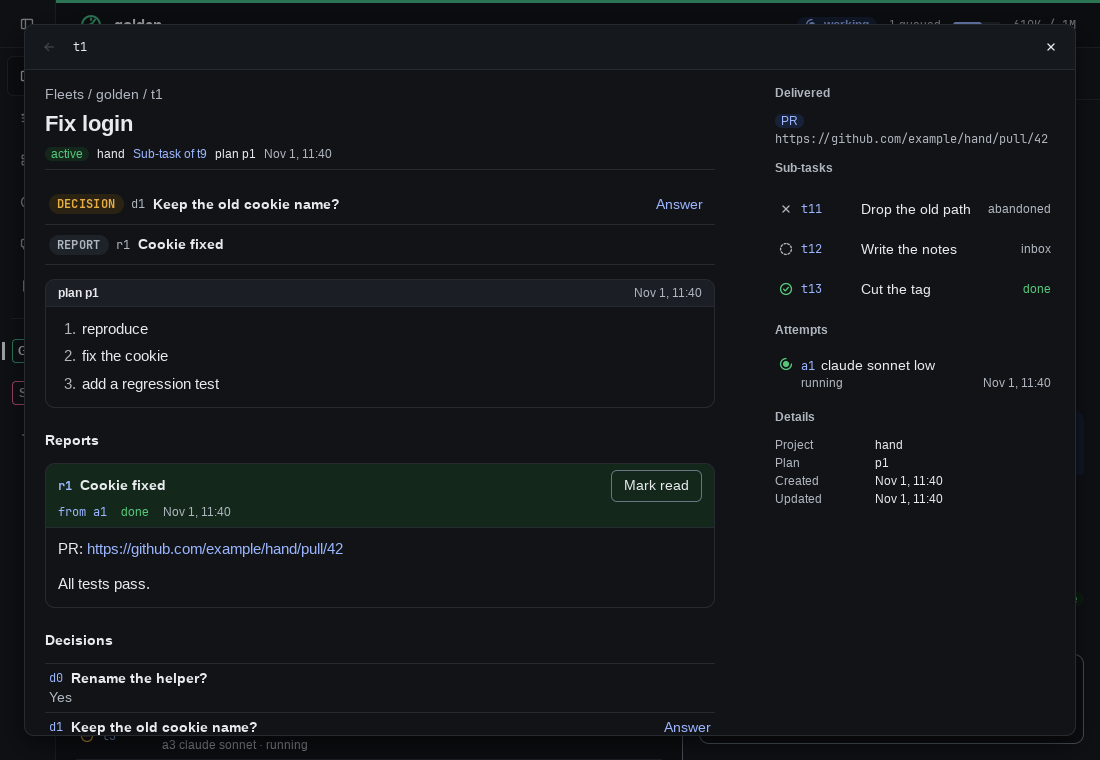 golden
working 1 queued
t1
Fleets / golden / t1
Fix login
active hand Sub-task of t9 plan p1 Nov 1, 11:40
DECISION d1 Keep the old cookie name? Answer
REPORT r1 Cookie fixed
plan p1 Nov 1, 11:40
1. reproduce
2. fix the cookie
3. add a regression test
Reports
r1 Cookie fixed Mark read
from a1 done Nov 1, 11:40
PR: https://github.com/example/hand/pull/42
All tests pass.
Decisions
d0 Rename the helper?
Yes
d1 Keep the old cookie name? Answer
a3 claude sonnet · running
Delivered
PR
https://github.com/example/hand/pull/42
Sub-tasks
t11 Drop the old path abandoned
t12 Write the notes inbox
t13 Cut the tag done
Attempts
a1 claude sonnet low
running Nov 1, 11:40
Details
Project hand
Plan p1
Created Nov 1, 11:40
Updated Nov 1, 11:40